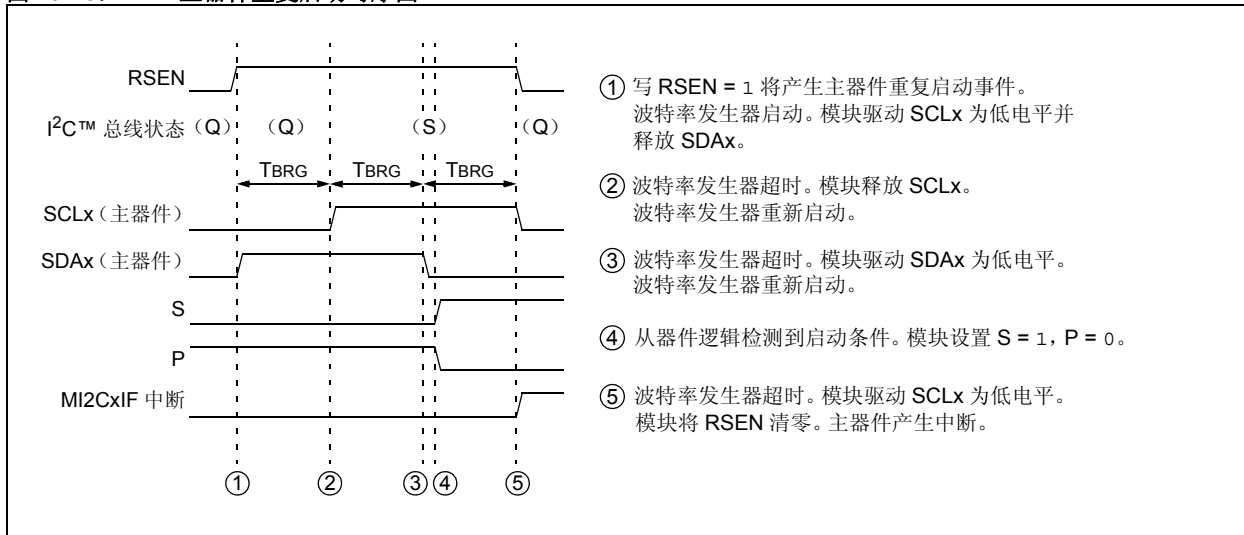 RSEN
I²C™ 总线状态 (Q) (Q) (S) (Q)
TBRG TBRG TBRG
SCLx（主器件）
SDAx（主器件）
S
P
MI2CxIF 中断
① ② ③ ④ ⑤
① 写 RSEN = 1 将产生主器件重复启动事件。
波特率发生器启动。模块驱动 SCLx 为低电平并
释放 SDAx。
② 波特率发生器超时。模块释放 SCLx。
波特率发生器重新启动。
③ 波特率发生器超时。模块驱动 SDAx 为低电平。
波特率发生器重新启动。
④ 从器件逻辑检测到启动条件。模块设置 S = 1，P = 0。
⑤ 波特率发生器超时。模块驱动 SCLx 为低电平。
模块将 RSEN 清零。主器件产生中断。